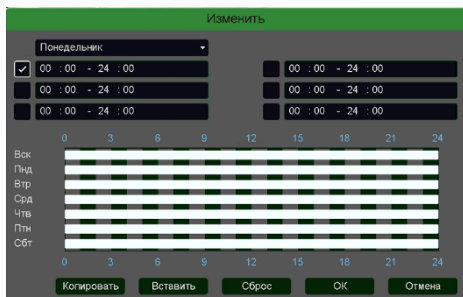 Изменить
Понедельник
00 : 00 - 24 : 00 00 : 00 - 24 : 00
00 : 00 - 24 : 00 00 : 00 - 24 : 00
00 : 00 - 24 : 00 00 : 00 - 24 : 00
0 3 6 9 12 15 18 21 24
Вск
Пнд
Втр
Срд
Чтв
Птн
Сбт
0 3 6 9 12 15 18 21 24
Копировать Вставить Сброс OK Отмена